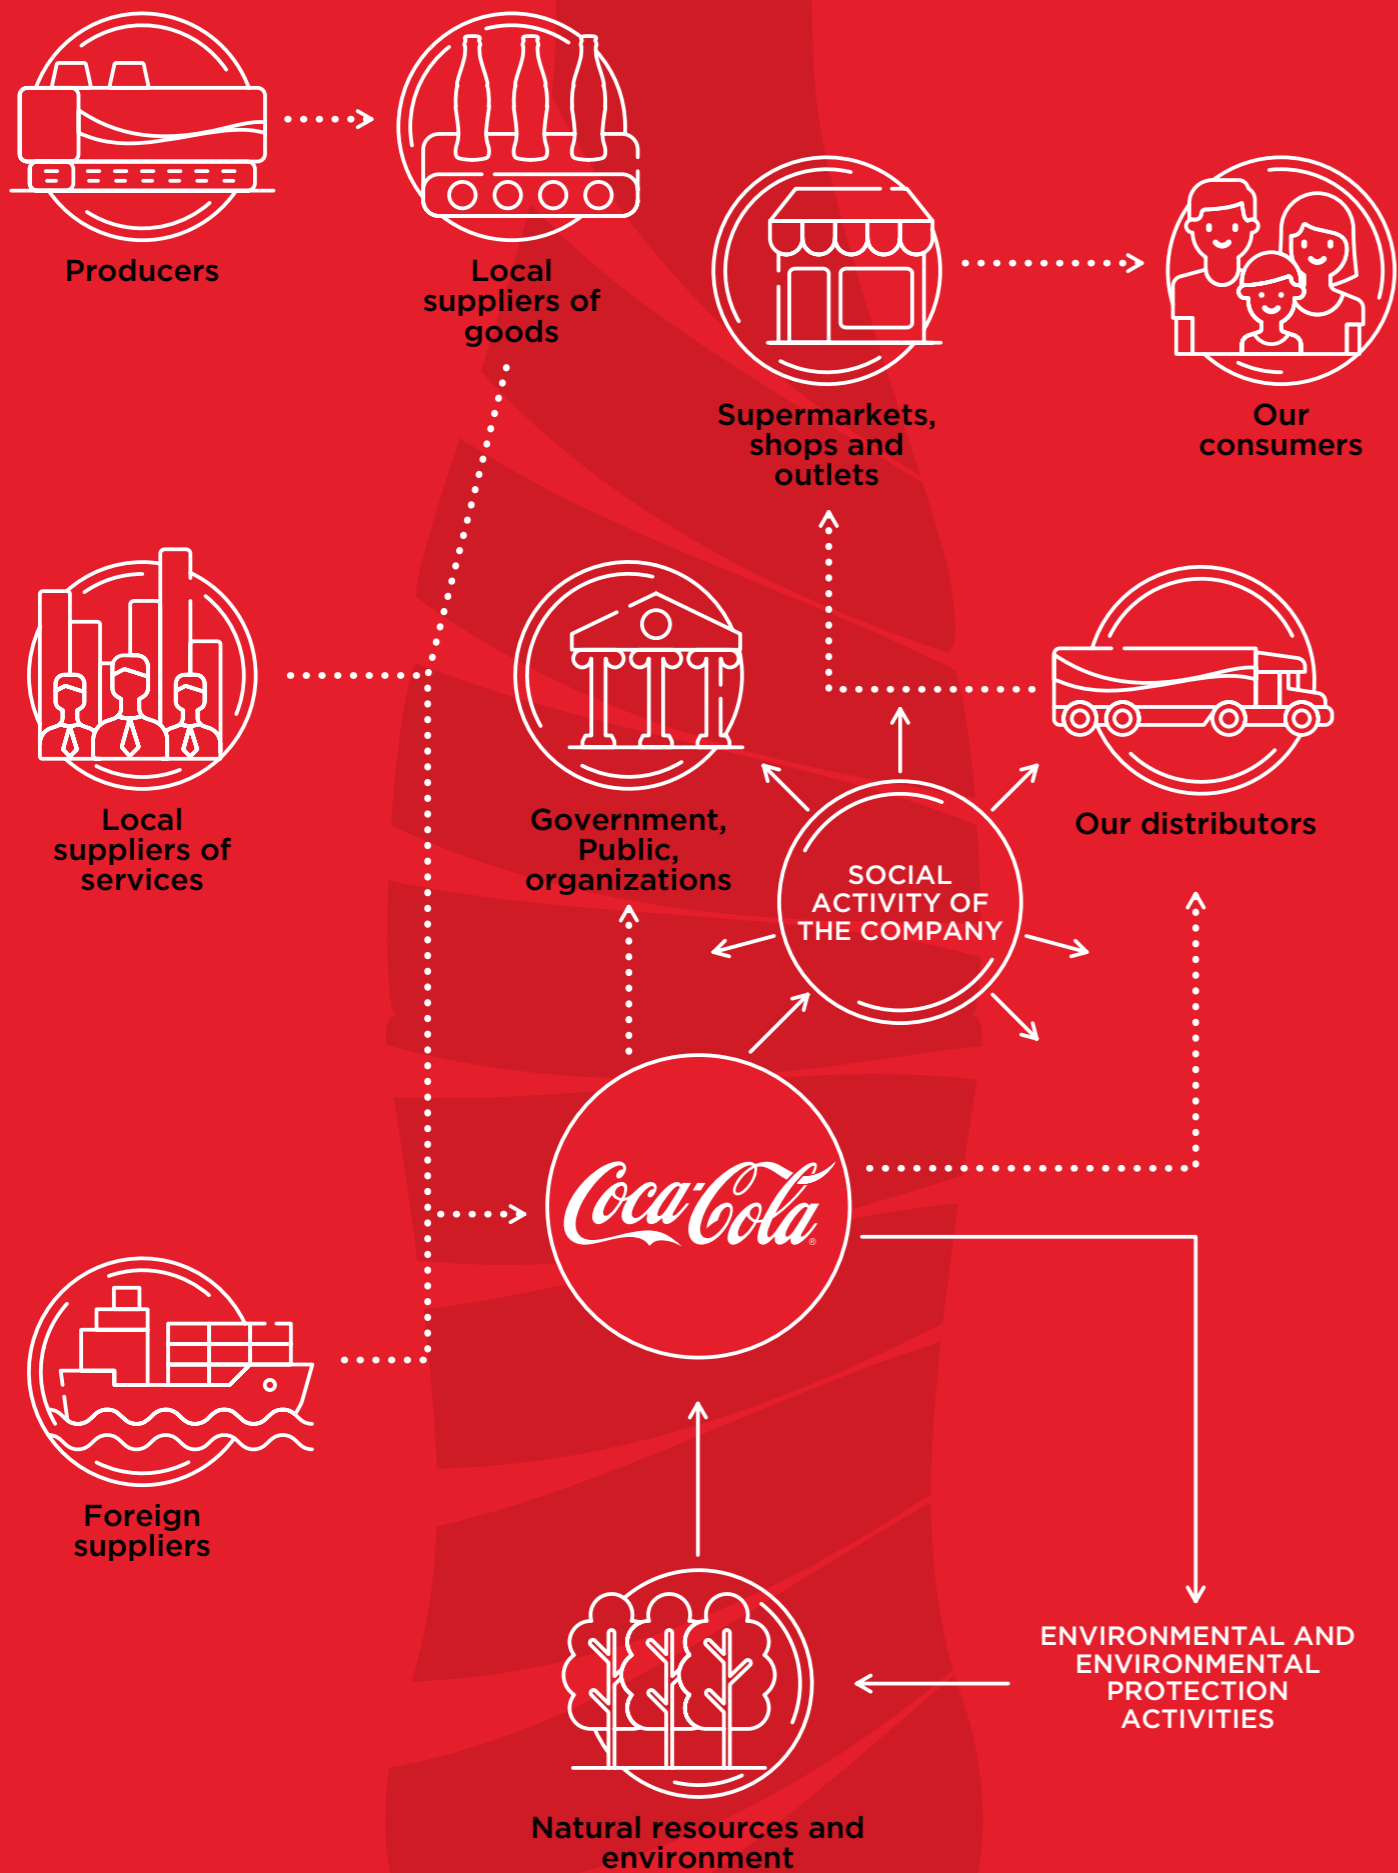 Producers
Local
suppliers of
goods
Supermarkets,
shops and
outlets
Our
consumers
Local
suppliers of
services
Government,
Public,
organizations
SOCIAL
ACTIVITY OF
THE COMPANY
Our distributors
Coca-Cola®
Foreign
suppliers
ENVIRONMENTAL AND
ENVIRONMENTAL
PROTECTION
ACTIVITIES
Natural resources and
environment